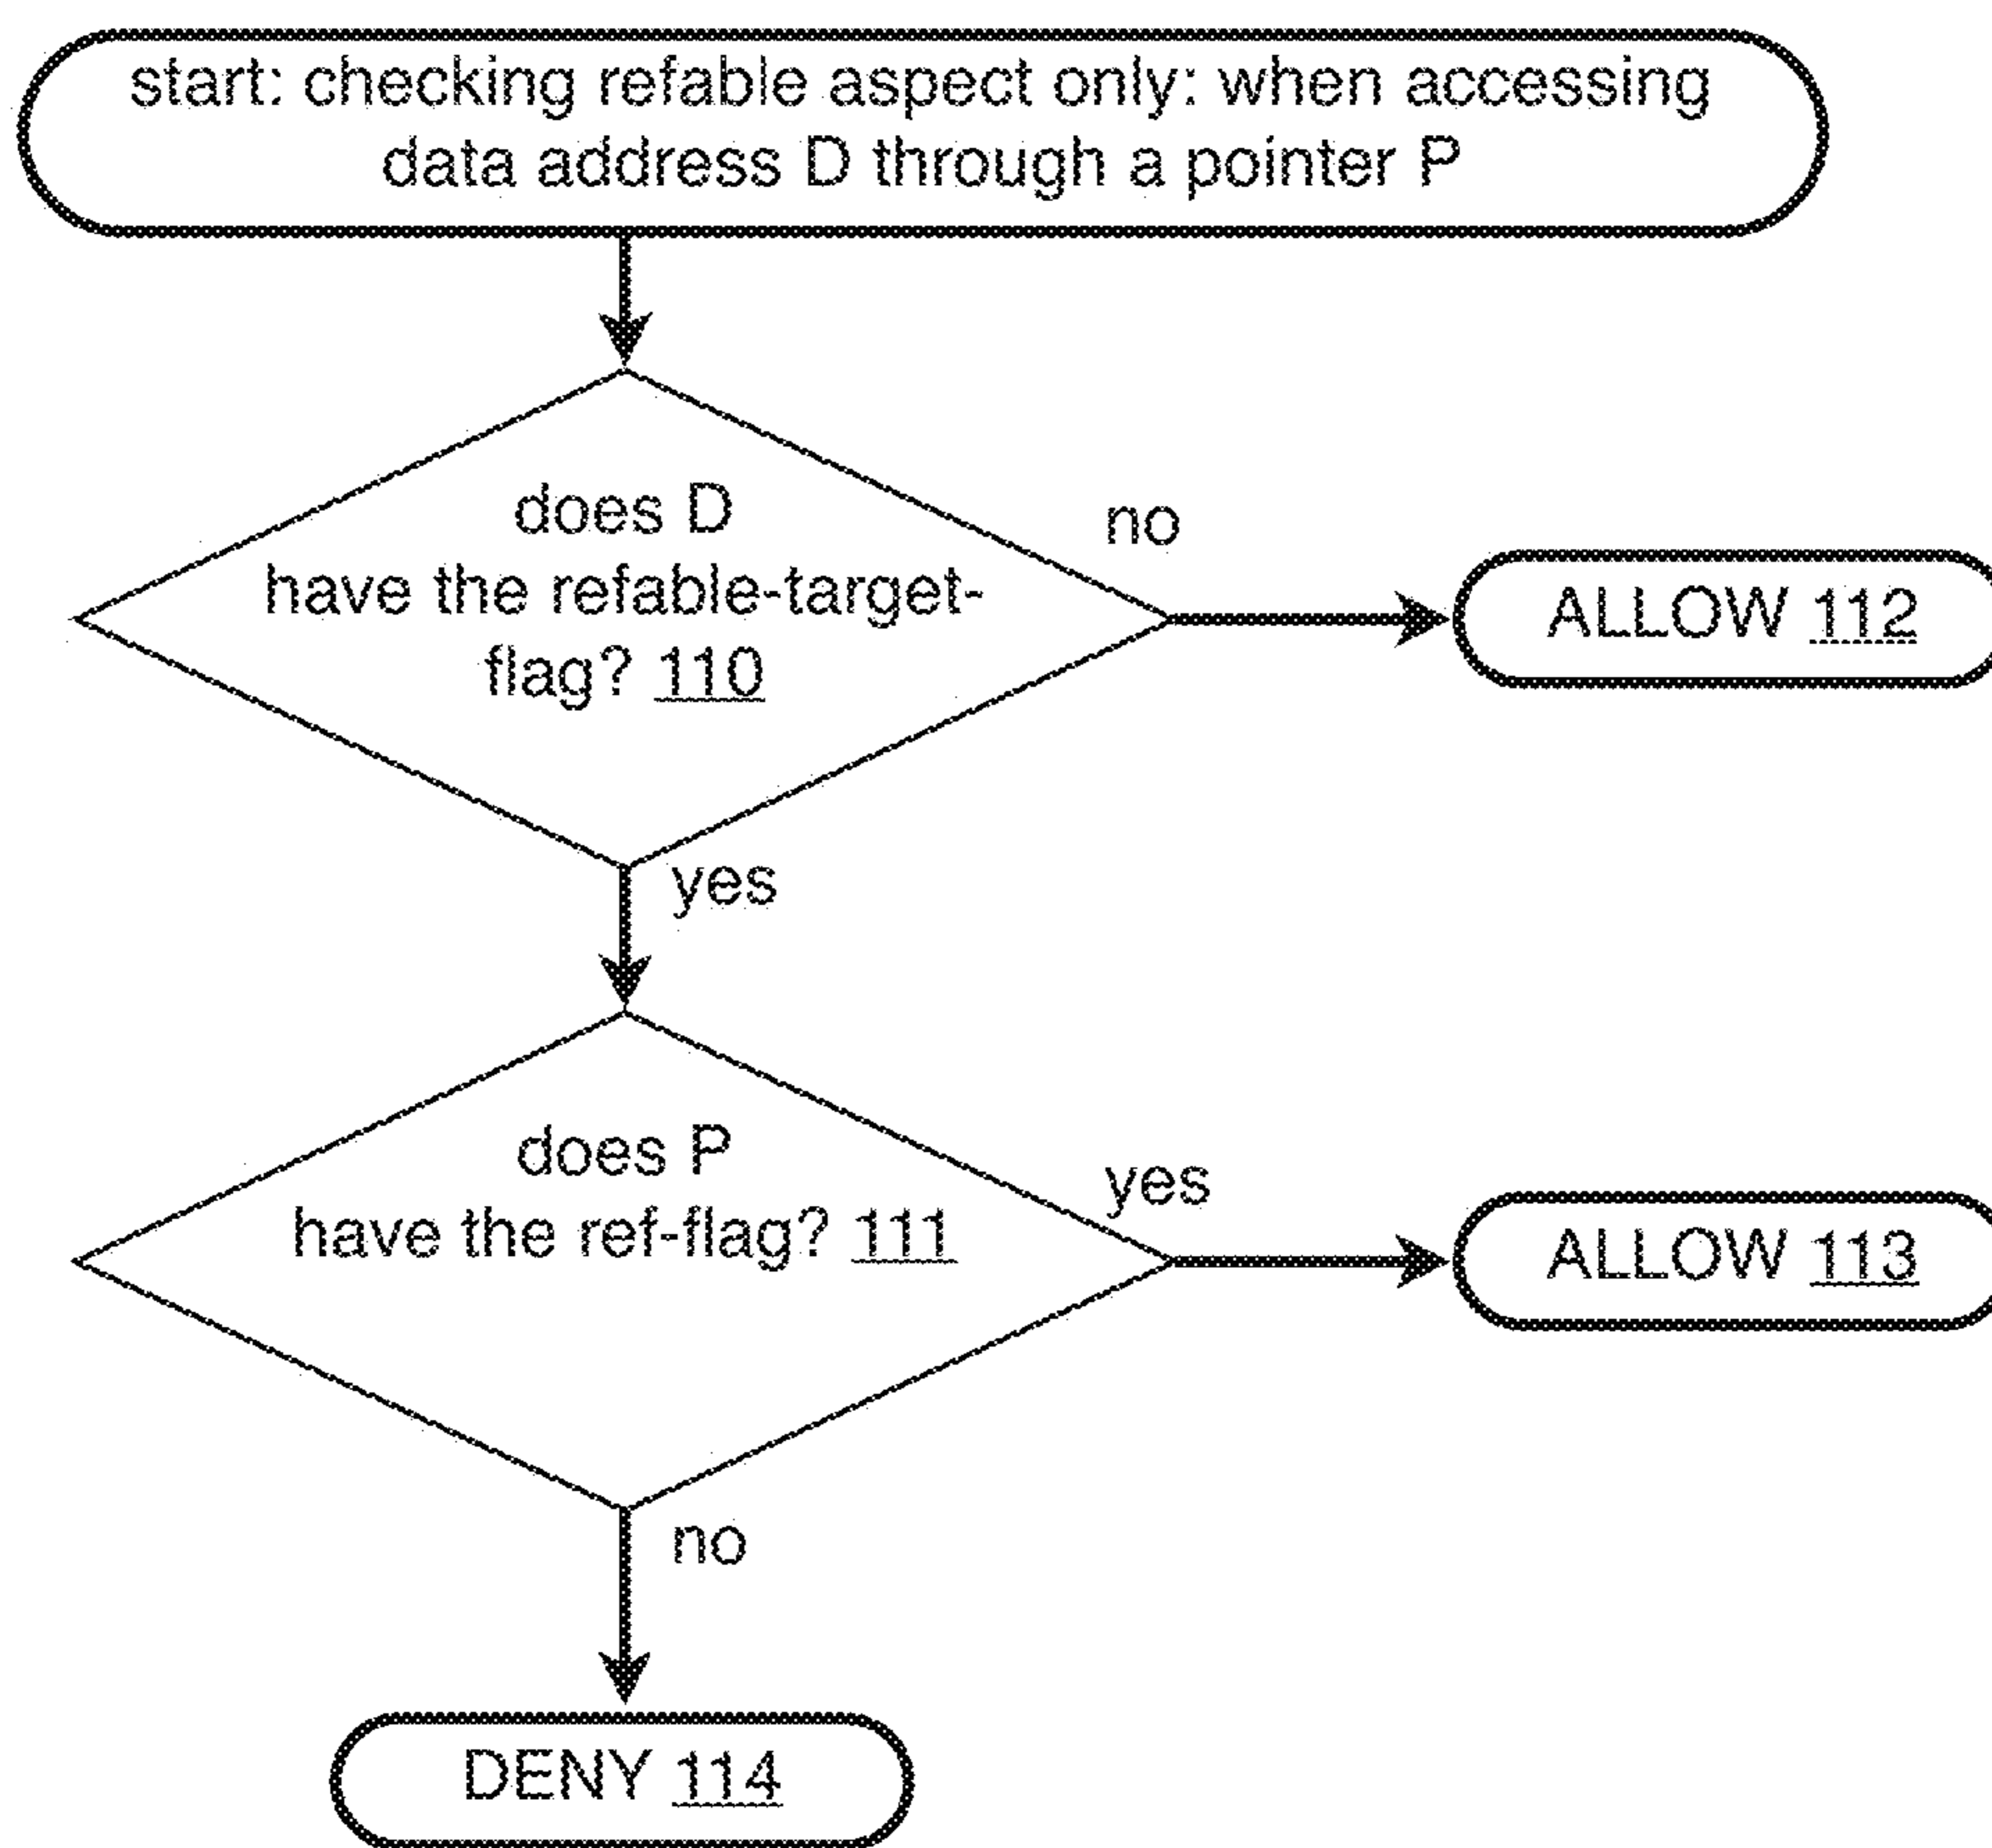 start: checking refable aspect only: when accessing
data address D through a pointer P
does D
have the refable-target-
flag? 110
no
ALLOW 112
yes
does P
have the ref-flag? 111
yes
ALLOW 113
no
DENY 114